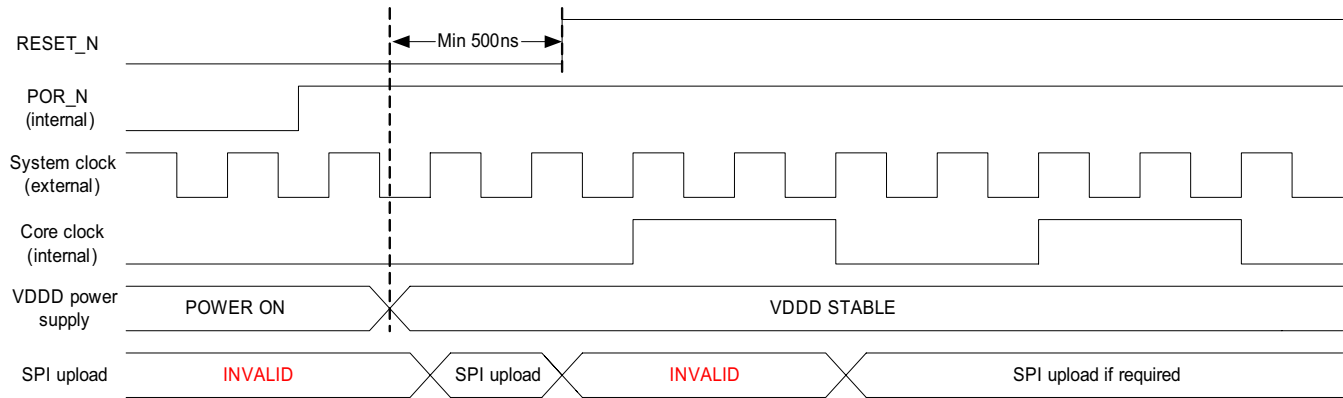 RESET_N
Min 500ns
POR_N
(internal)
System clock
(external)
Core clock
(internal)
VDDD power
supply
POWER ON
VDDD STABLE
SPI upload
INVALID
SPI upload
INVALID
SPI upload if required